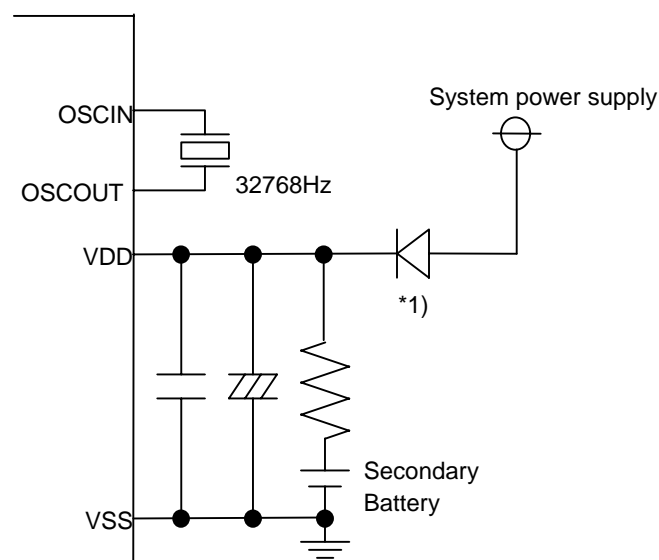 System power supply
OSCIN
OSCOUT
32768Hz
VDD
*1)
Secondary
Battery
VSS